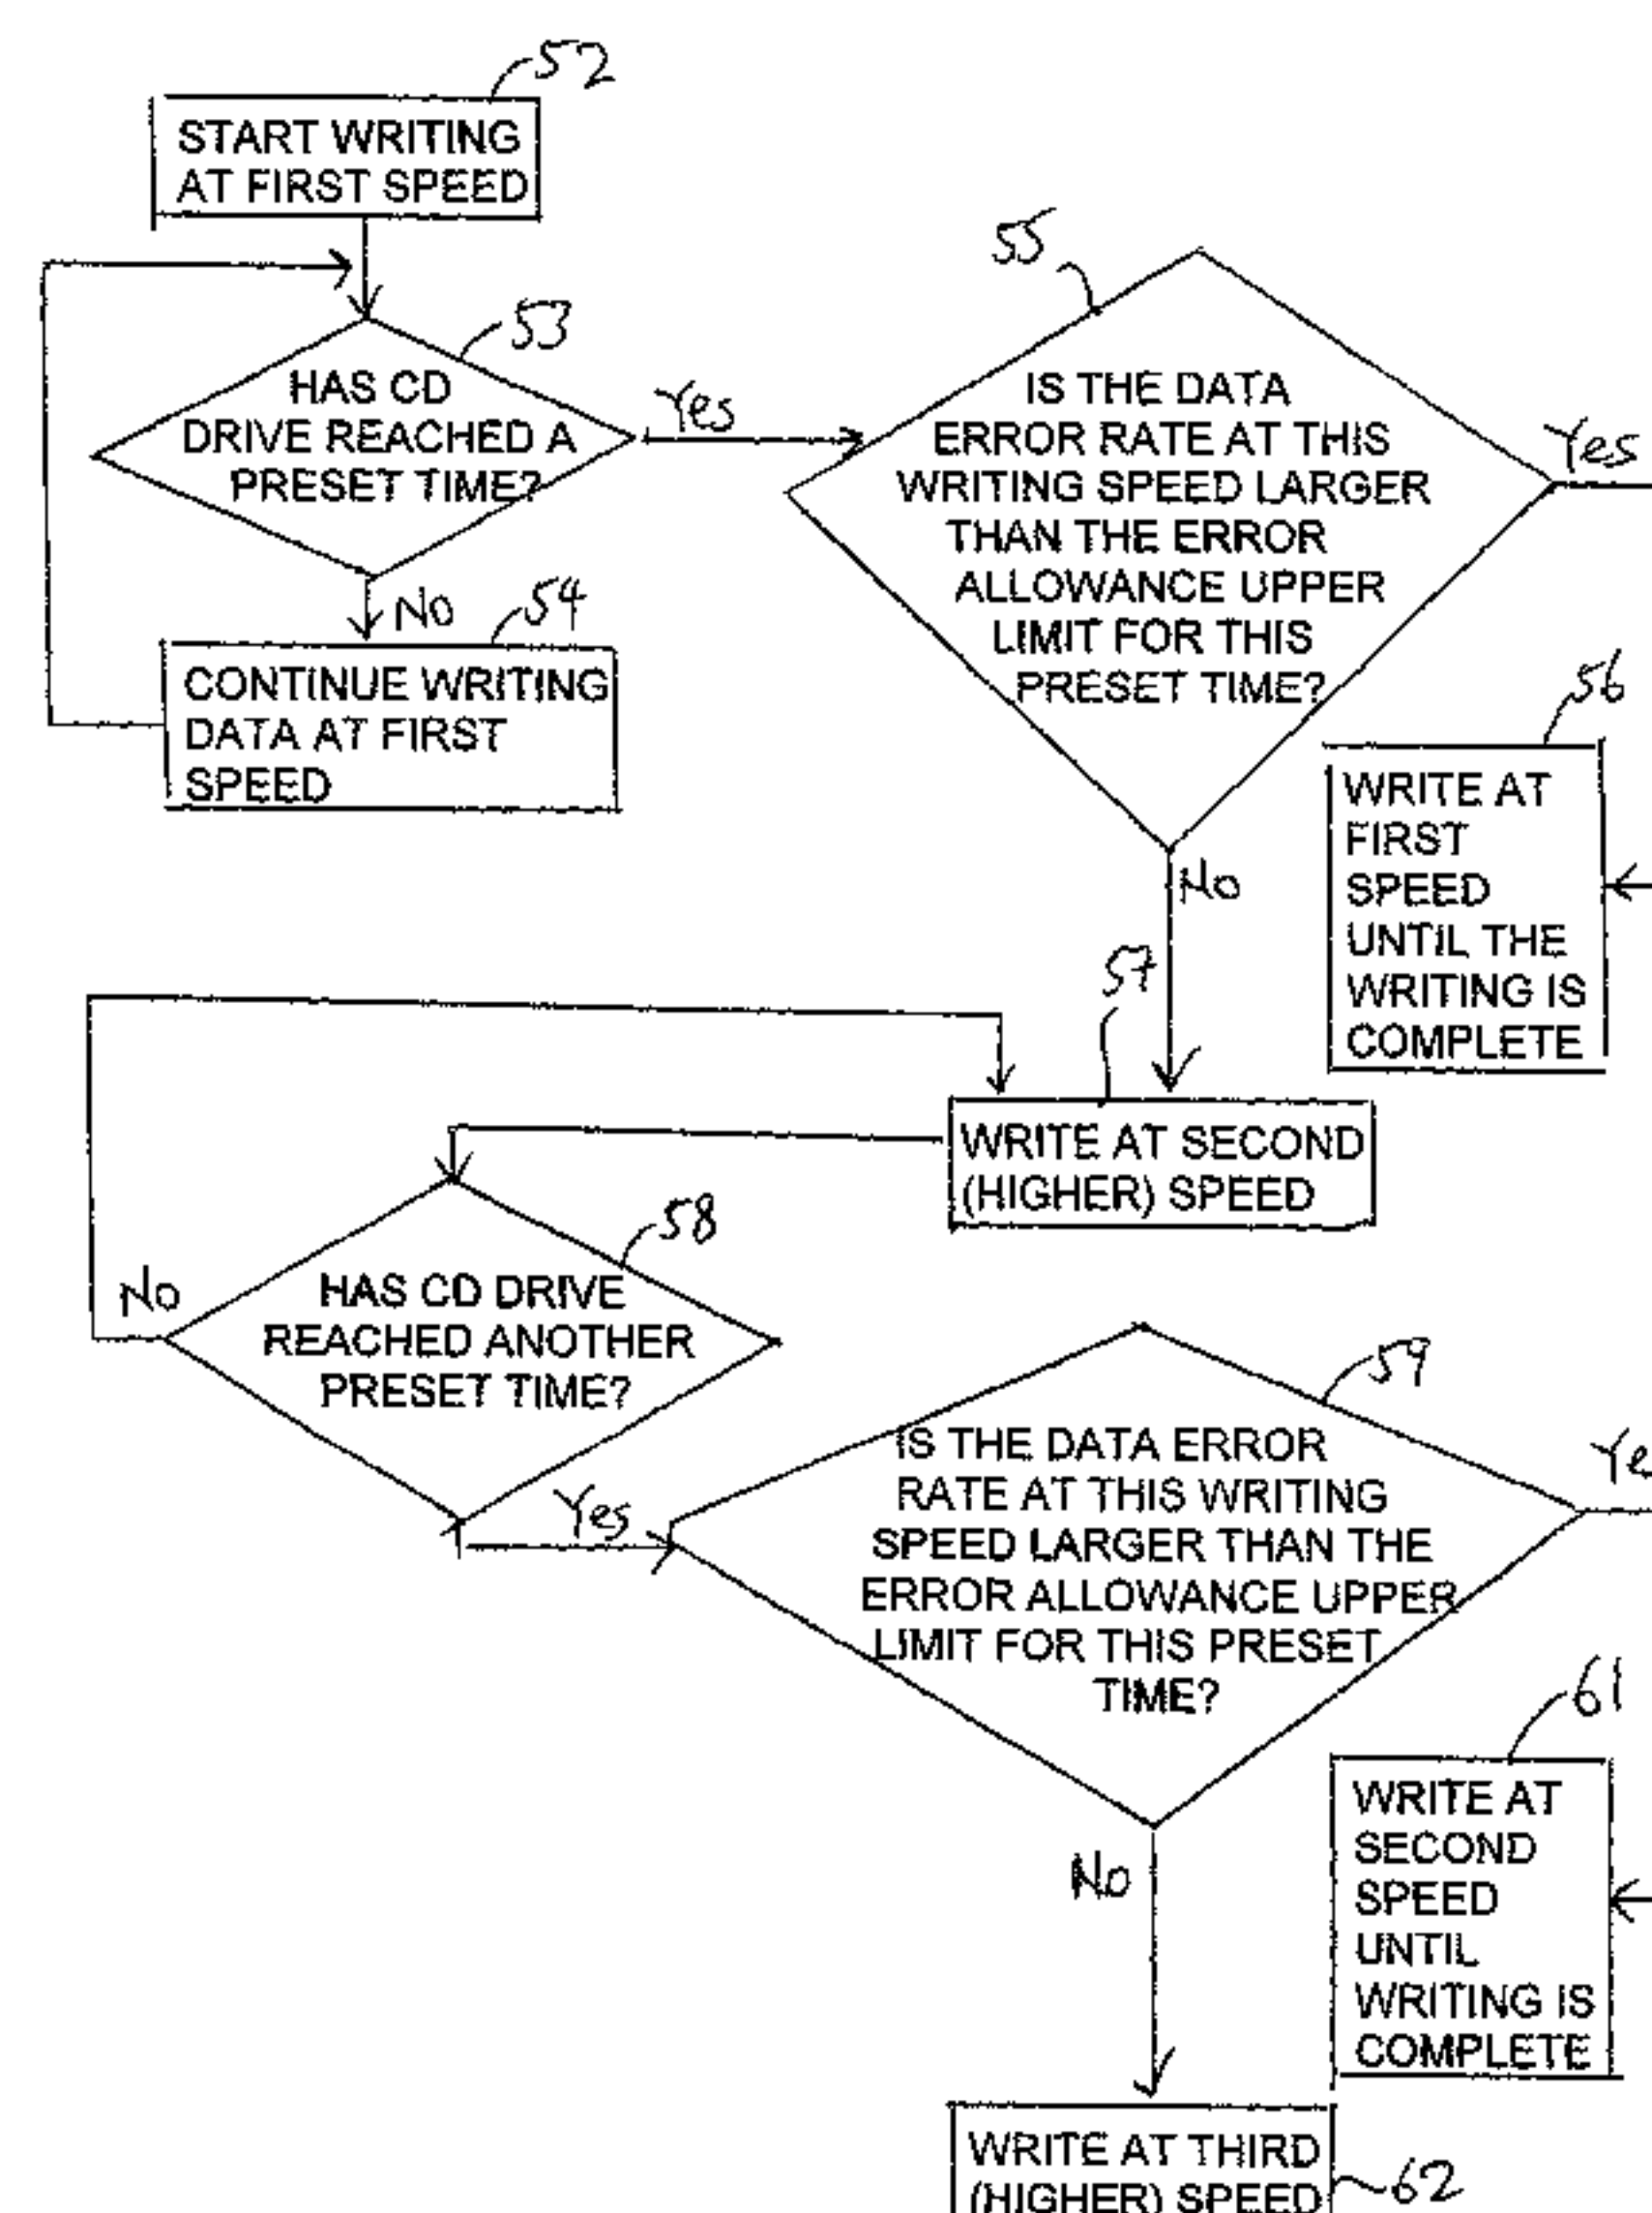 52
START WRITING
AT FIRST SPEED
53
HAS CD
DRIVE REACHED A
PRESET TIME?
Yes
No
54
CONTINUE WRITING
DATA AT FIRST
SPEED
55
IS THE DATA
ERROR RATE AT THIS
WRITING SPEED LARGER
THAN THE ERROR
ALLOWANCE UPPER
LIMIT FOR THIS
PRESET TIME?
Yes
56
WRITE AT
FIRST
SPEED
UNTIL THE
WRITING IS
COMPLETE
No
57
WRITE AT SECOND
(HIGHER) SPEED
58
HAS CD DRIVE
REACHED ANOTHER
PRESET TIME?
No
Yes
59
IS THE DATA ERROR
RATE AT THIS WRITING
SPEED LARGER THAN THE
ERROR ALLOWANCE UPPER
LIMIT FOR THIS PRESET
TIME?
Ye
61
WRITE AT
SECOND
SPEED
UNTIL
WRITING IS
COMPLETE
No
WRITE AT THIRD
(HIGHER) SPEED
62